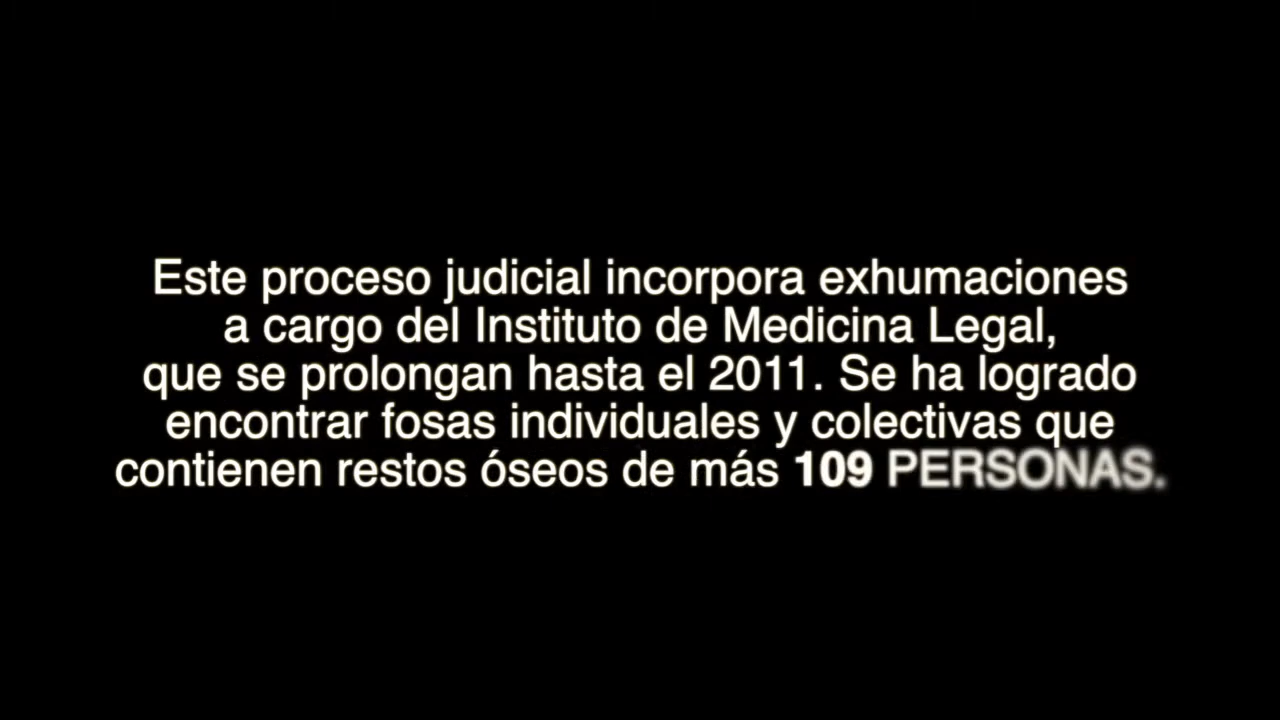 Este proceso judicial incorpora exhumaciones
a cargo del Instituto de Medicina Legal,
que se prolongan hasta el 2011. Se ha logrado
encontrar fosas individuales y colectivas que
contienen restos óseos de más 109 PERSONAS.